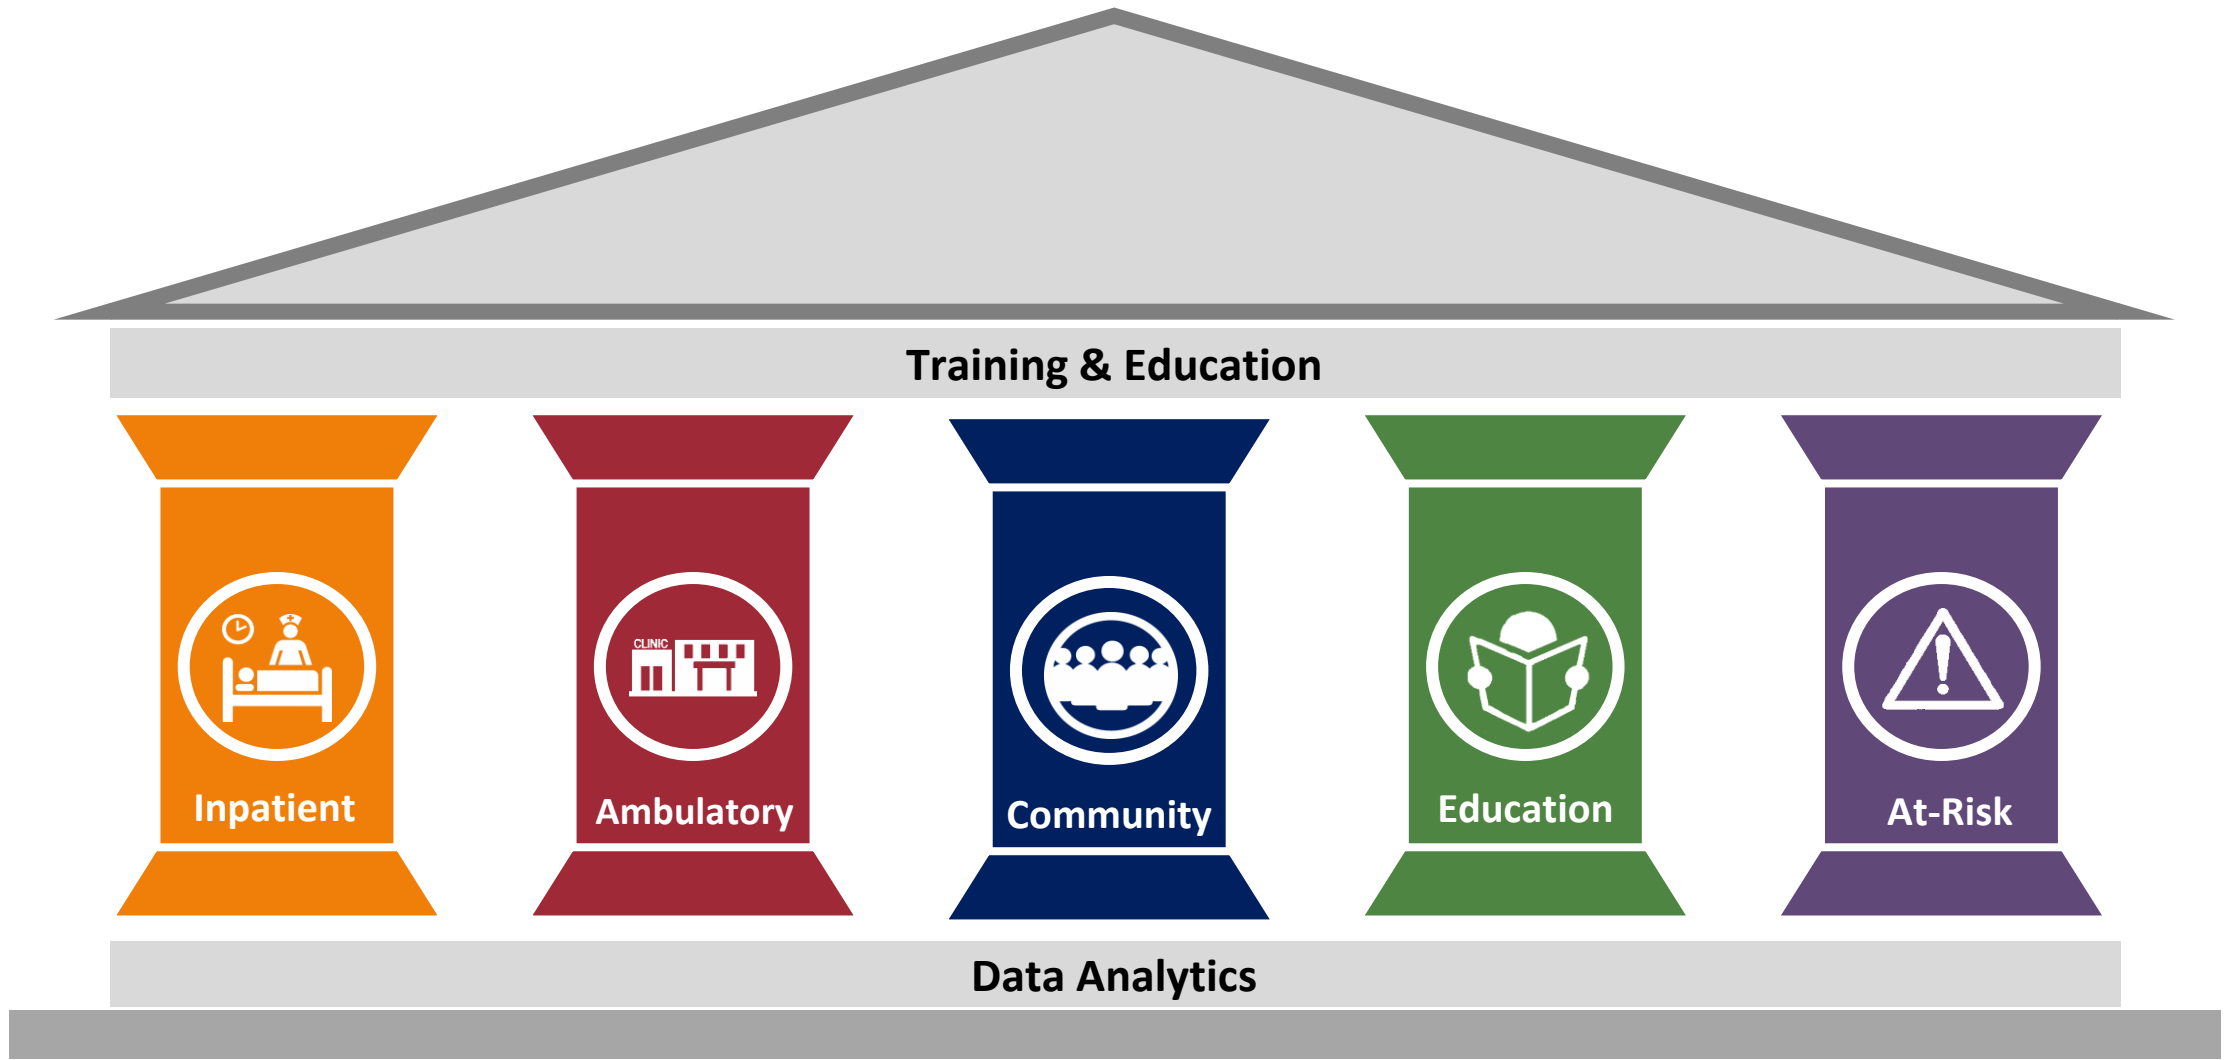 Training & Education
CLINIC
Inpatient
Ambulatory
Community
Education
At-Risk
Data Analytics